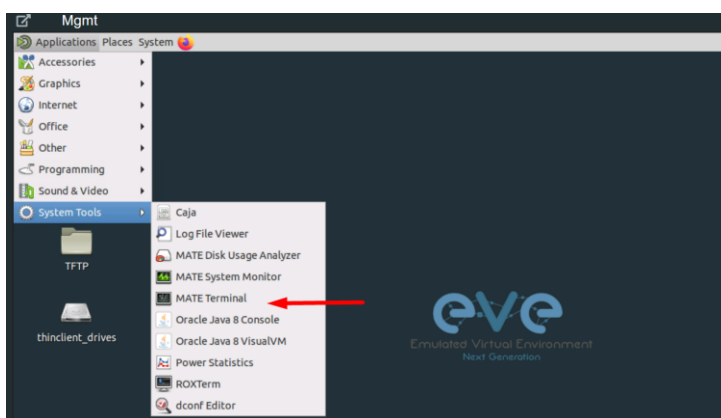 Mgmt
Applications Places System
Accessories
Graphics
Internet
Office
Other
Programming
Sound & Video
System Tools
Caja
Log File Viewer
MATE Disk Usage Analyzer
MATE System Monitor
MATE Terminal
Oracle Java 8 Console
Oracle Java 8 VisualVM
Power Statistics
ROXTerm
dconf Editor
TFTP
thinclient_drives
eve
Emulated Virtual Environment
Next Generation